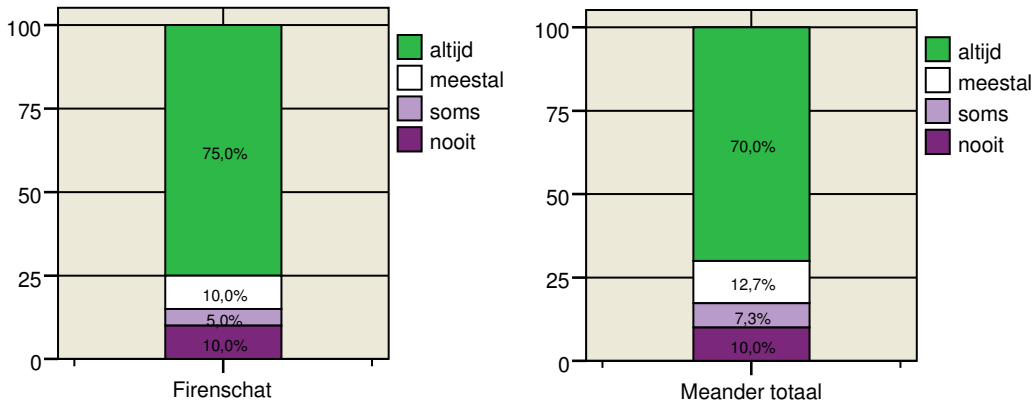 100
75
50
25
0
75,0%
10,0%
5,0%
10,0%
Firenschat
altijd
meestal
soms
nooit
100
75
50
25
0
70,0%
12,7%
7,3%
10,0%
Meander totaal
altijd
meestal
soms
nooit